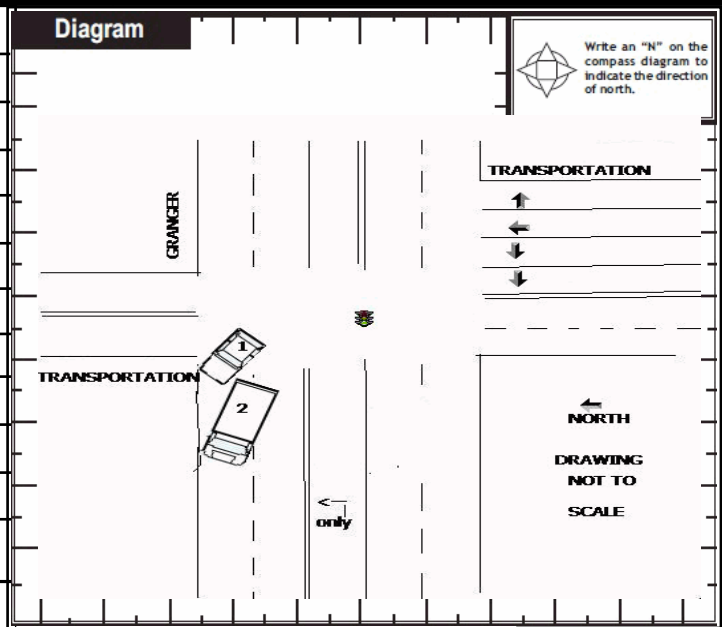 Diagram
Write an “N” on the
compass diagram to
indicate the direction
of north.
TRANSPORTATION
GRANGER
1
TRANSPORTATION
2
NORTH
DRAWING
NOT TO
SCALE
only